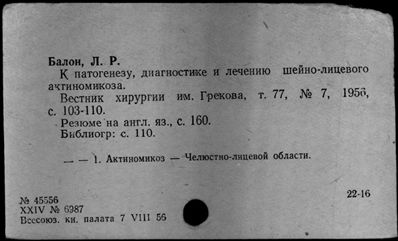 Балон, Л. Р.
К патогенезу, диагностике и лечению шейно-лицевого
актиномикоза.
Вестник хирургии им. Грекова, т. 77, № 7, 1956,
с. 103-110.
Резюме на англ. яз., с. 160.
Библиогр: с. 110.
— — 1. Актиномикоз — Челюстно-лицевой области.
№ 45556
22-16
XXIV № 6987
Всесоюз. кн. палата 7 VIII 56